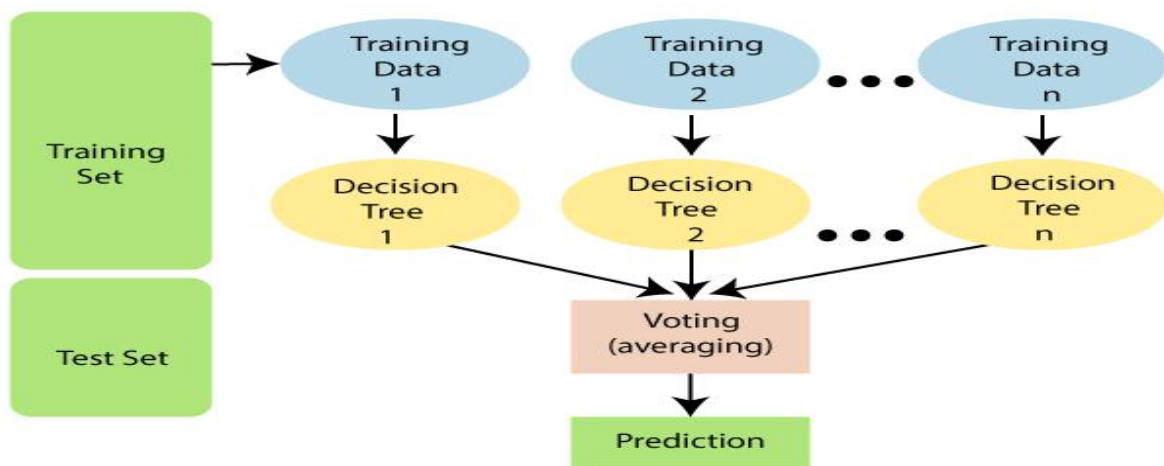 Training
Set
Test Set
Training
Data
1
Training
Data
2
Training
Data
n
Decision
Tree
1
Decision
Tree
2
Decision
Tree
n
Voting
(averaging)
Prediction